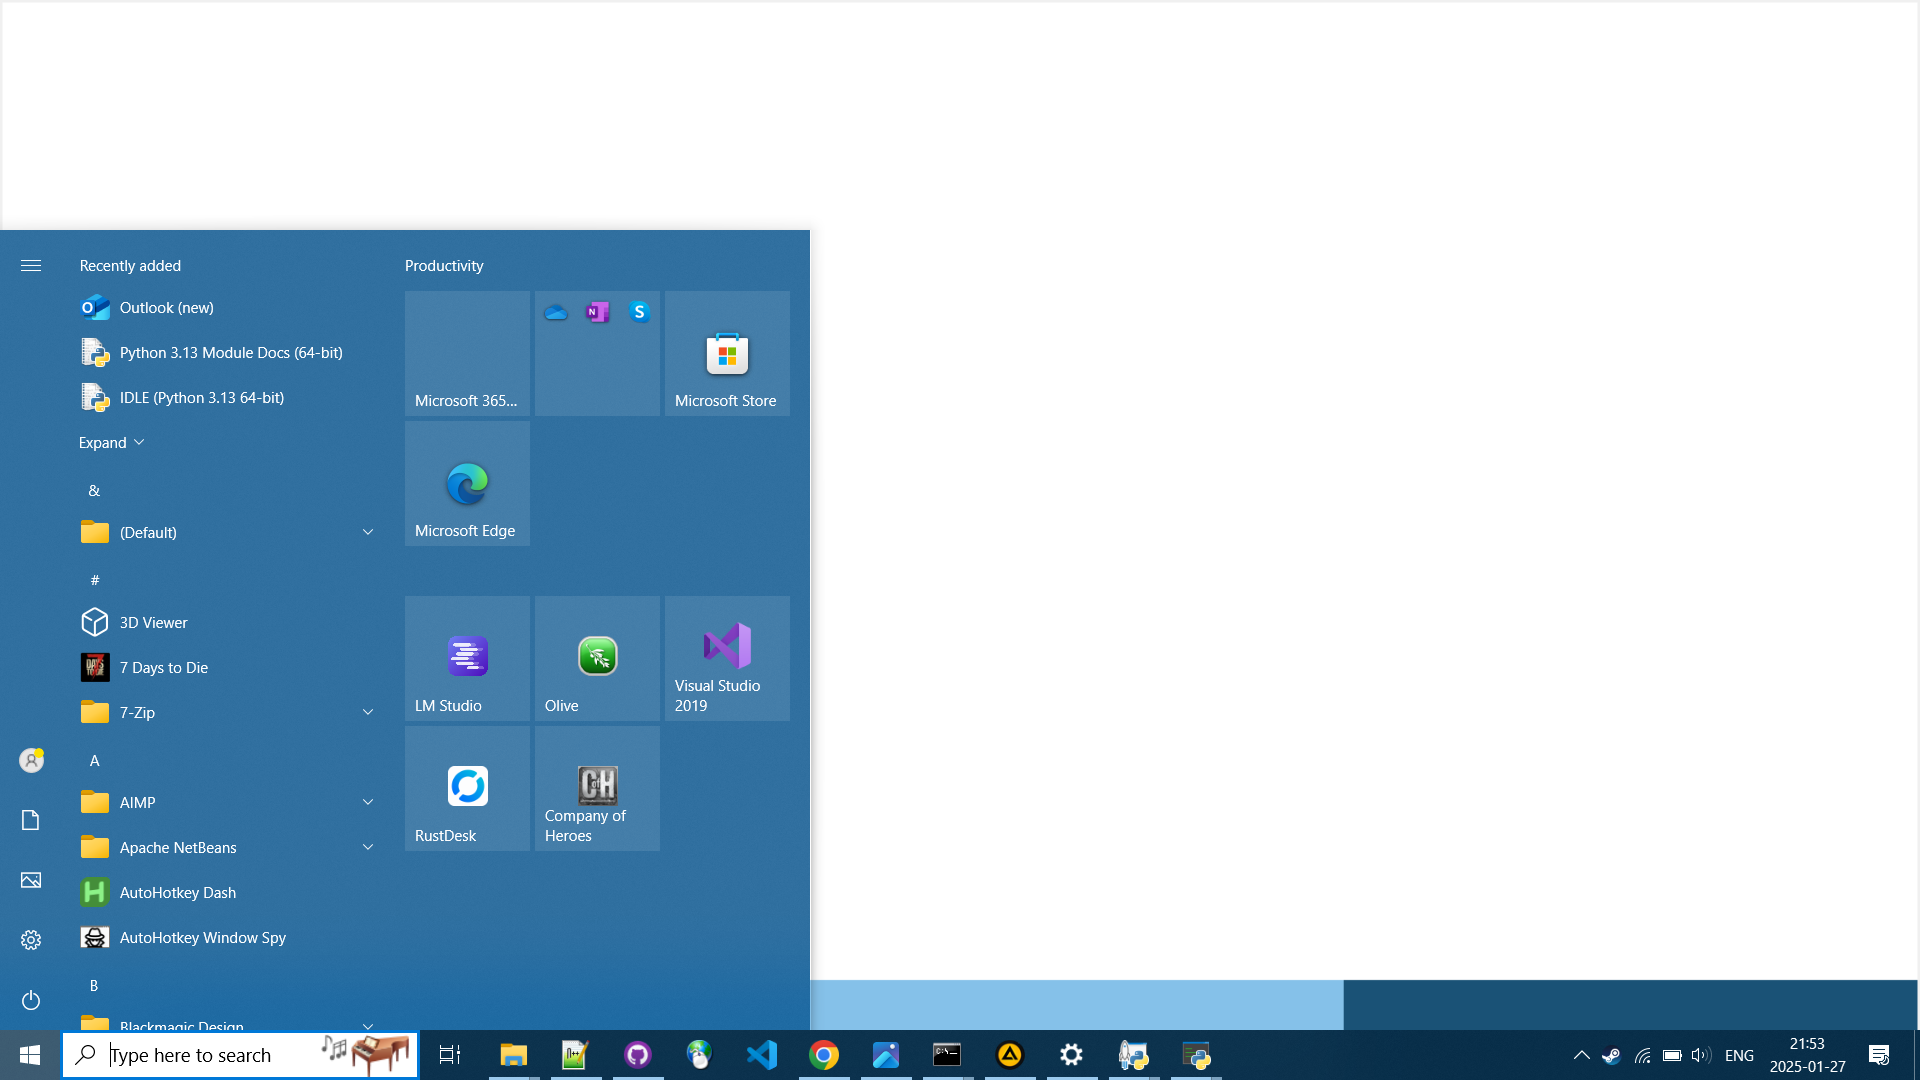 Recently added
Outlook (new)
Python 3.13 Module Docs (64-bit)
IDLE (Python 3.13 64-bit)
Expand
&
(Default)
#
3D Viewer
7 Days to Die
7-Zip
A
AIMP
Apache NetBeans
AutoHotkey Dash
AutoHotkey Window Spy
B
Blackmagic Design
Productivity
Microsoft 365...
Microsoft Store
Microsoft Edge
LM Studio
Olive
Visual Studio
2019
RustDesk
Company of
Heroes
Type here to search
ENG
21:53
2025-01-27